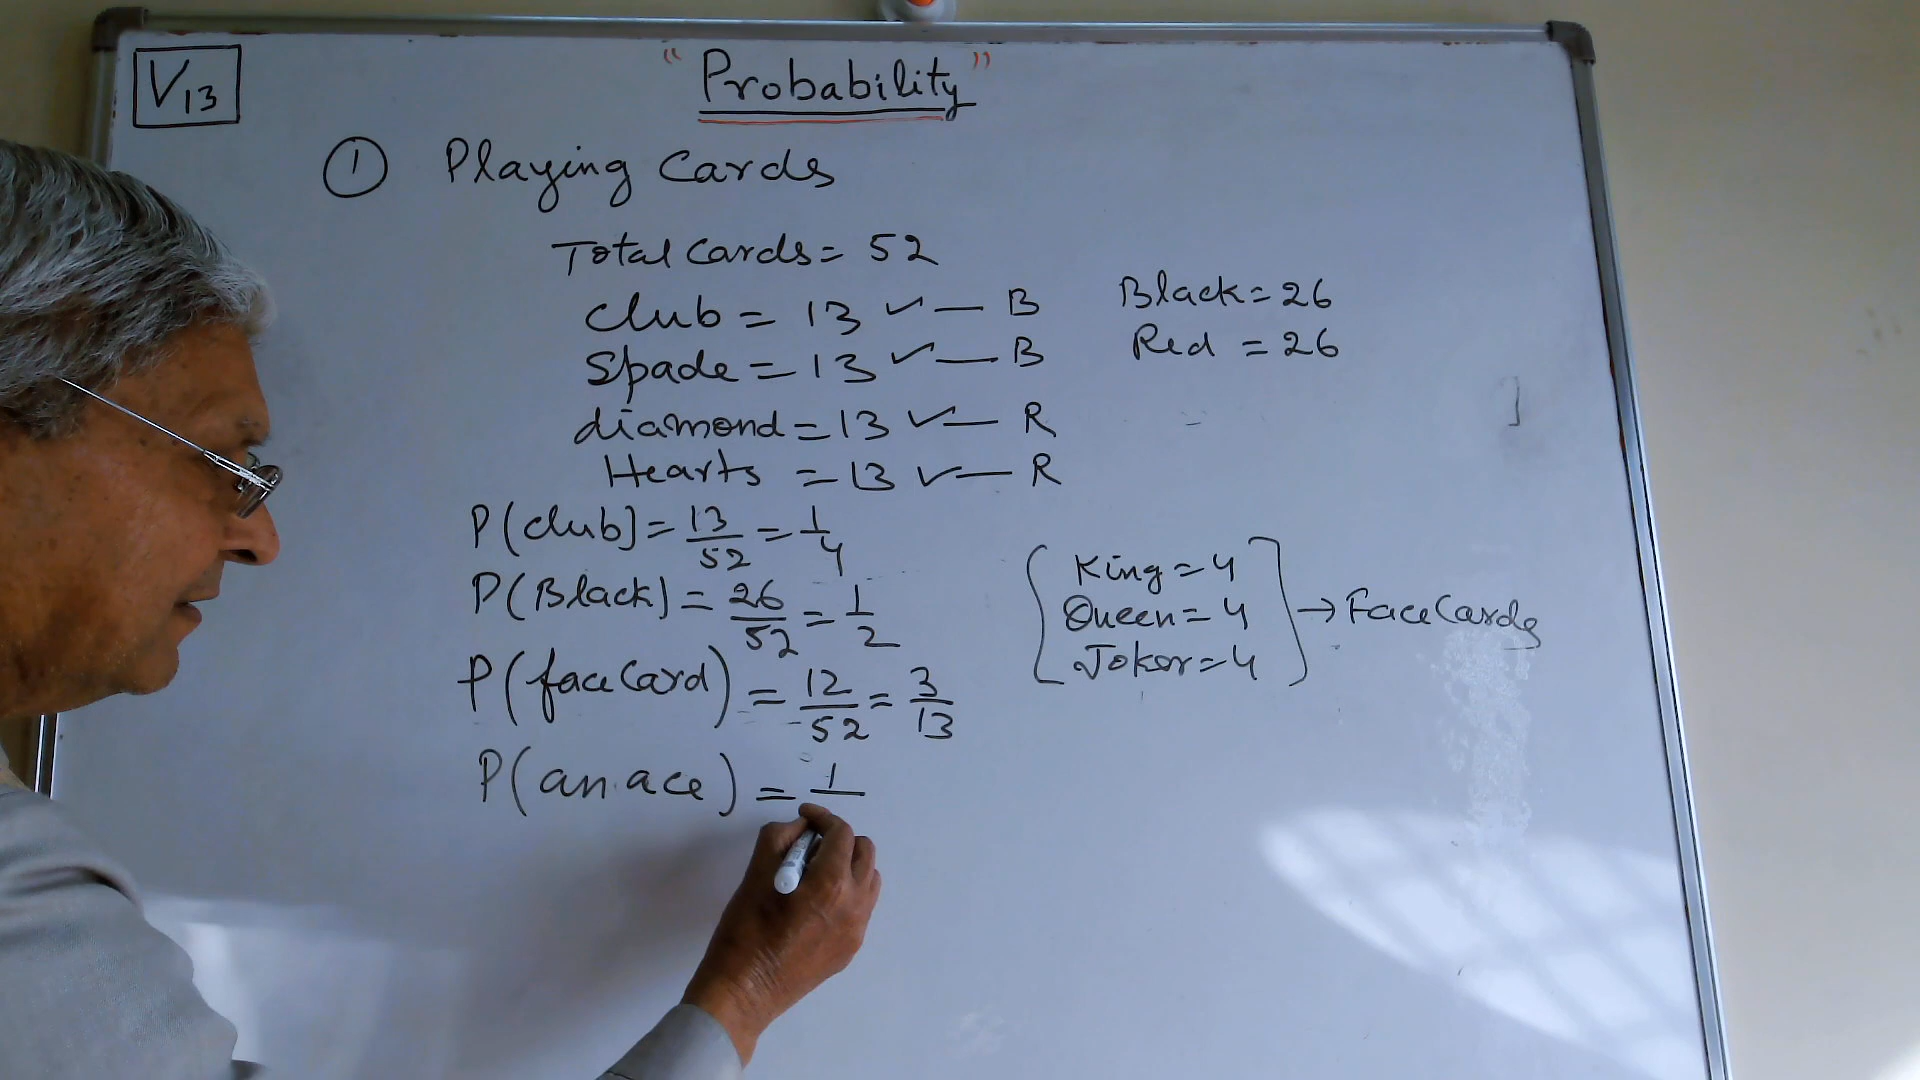 V13
"Probability"
① Playing Cards
Total Cards = 52
Club = 13 ✓ — B
Spade = 13 ✓ — B
diamond = 13 ✓ — R
Hearts = 13 ✓ — R
Black = 26
Red = 26
P(club) = 13/52 = 1/4
P(Black) = 26/52 = 1/2
P(face Card) = 12/52 = 3/13
P(an ace) = 1
King = 4
Queen = 4
Joker = 4
→ Face Cards